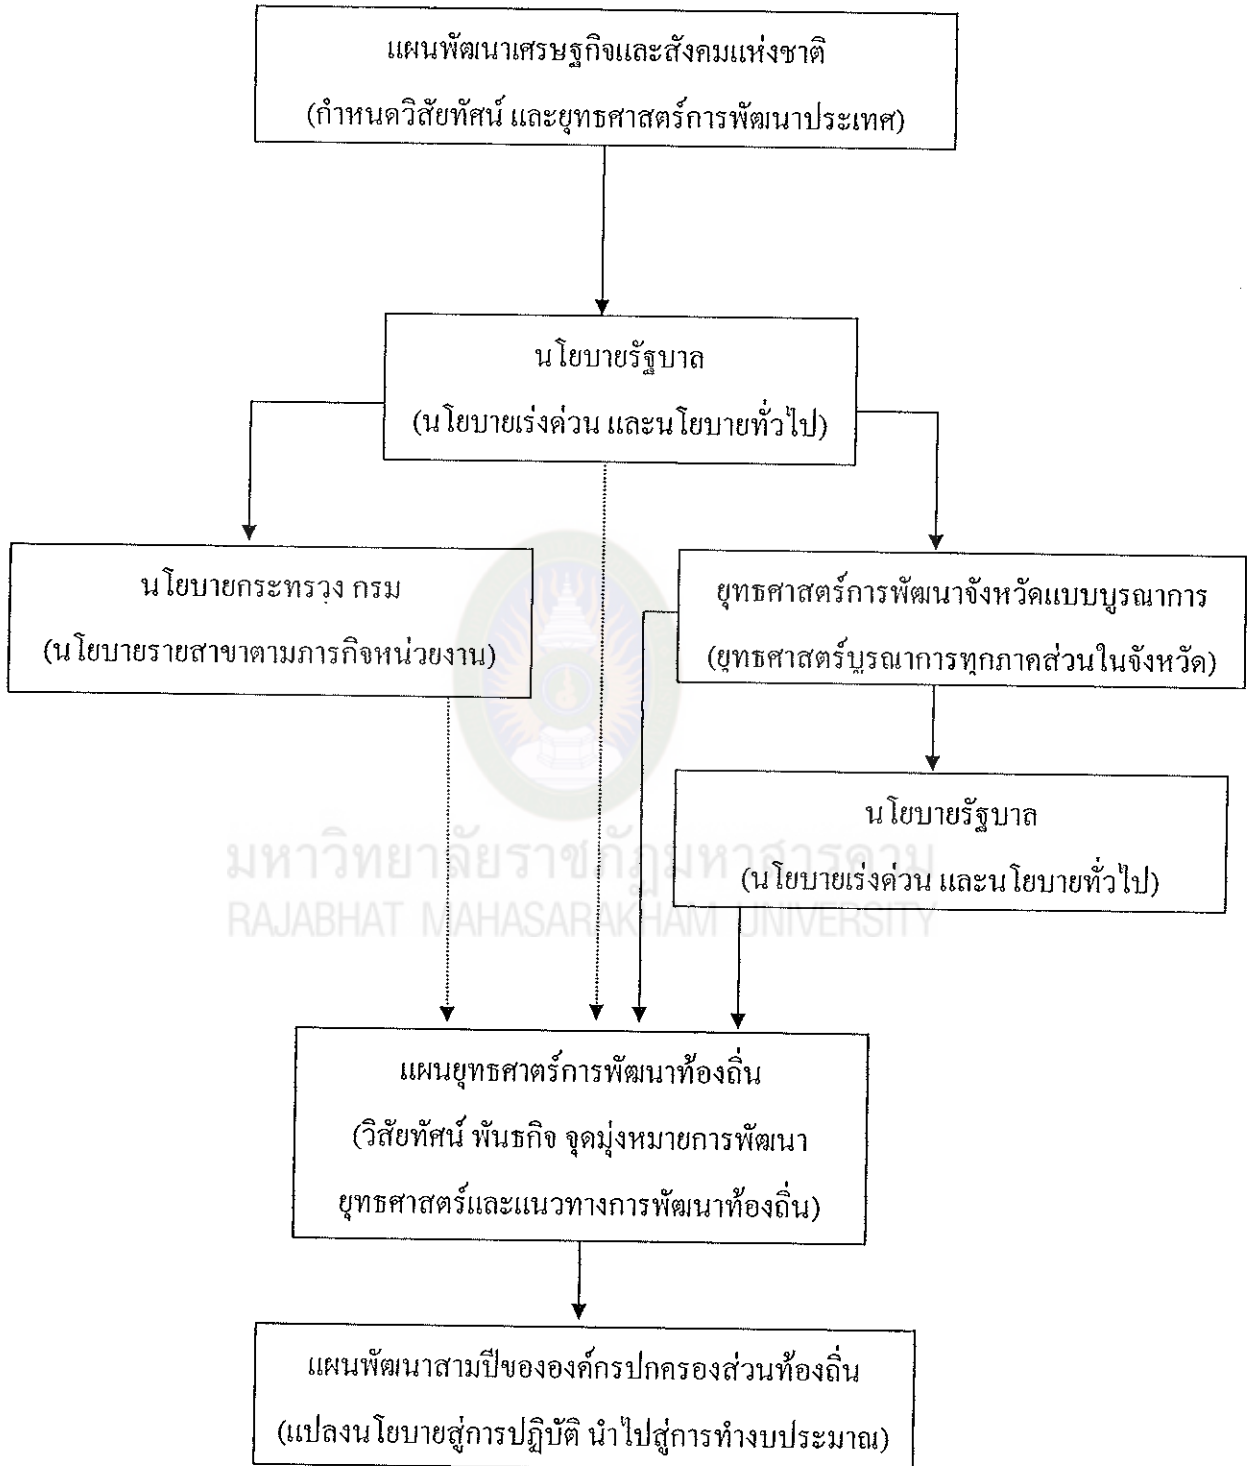 แผนพัฒนาเศรษฐกิจและสังคมแห่งชาติ
(กำหนดวิสัยทัศน์ และยุทธศาสตร์การพัฒนาประเทศ)
นโยบายรัฐบาล
(นโยบายเร่งด่วน และนโยบายทั่วไป)
นโยบายกระทรวง กรม
(นโยบายรายสาขาตามภารกิจหน่วยงาน)
ยุทธศาสตร์การพัฒนาจังหวัดแบบบูรณาการ
(ยุทธศาสตร์บูรณาการทุกภาคส่วนในจังหวัด)
นโยบายรัฐบาล
(นโยบายเร่งด่วน และนโยบายทั่วไป)
มหาวิทยาลัยราชภัฏมหาสารคาม
RAJABHAT MAHASARAKHAM UNIVERSITY
แผนยุทธศาตร์การพัฒนาท้องถิ่น
(วิสัยทัศน์ พันธกิจ จุดมุ่งหมายการพัฒนา
ยุทธศาสตร์และแนวทางการพัฒนาท้องถิ่น)
แผนพัฒนาสามปีขององค์กรปกครองส่วนท้องถิ่น
(แปลงนโยบายสู่การปฏิบัติ นำไปสู่การทำงบประมาณ)